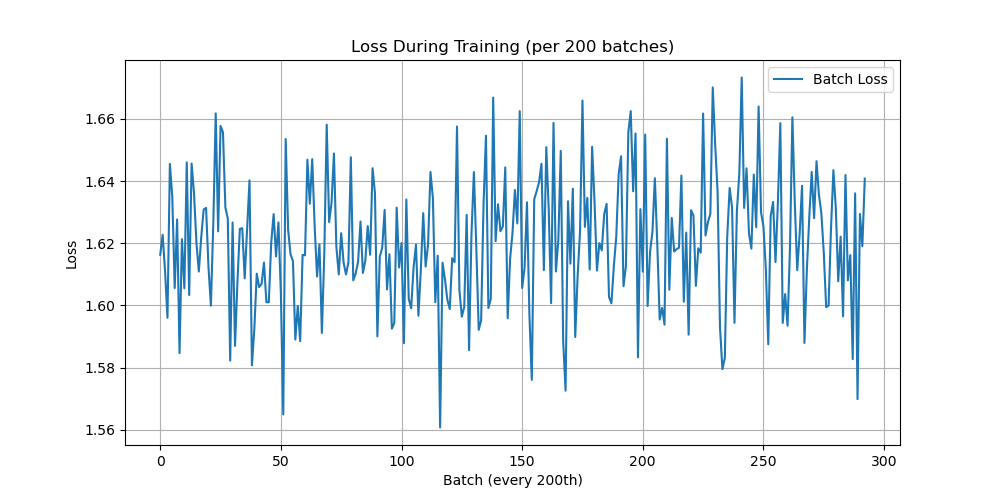 Loss During Training (per 200 batches)
Batch Loss
Loss
1.66
1.64
1.62
1.60
1.58
1.56
0 50 100 150 200 250 300
Batch (every 200th)